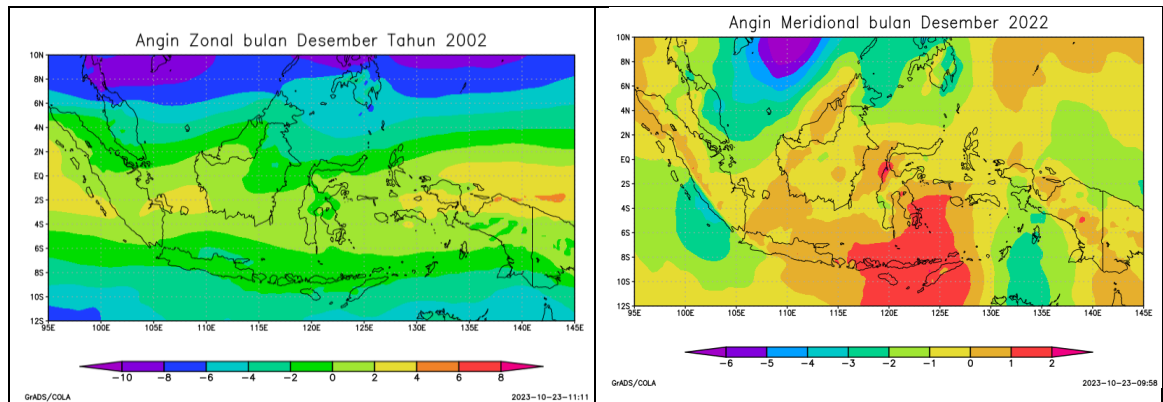 Angin Zonal bulan Desember Tahun 2002
10N
8N
6N
4N
2N
EQ
2S
4S
6S
8S
10S
12S
95E 100E 105E 110E 115E 120E 125E 130E 135E 140E 145E
-10 -8 -6 -4 -2 0 2 4 6 8
GrADS/COLA 2023-10-23-11:11
Angin Meridional bulan Desember 2022
10N
8N
6N
4N
2N
EQ
2S
4S
6S
8S
10S
12S
95E 100E 105E 110E 115E 120E 125E 130E 135E 140E 145E
-6 -5 -4 -3 -2 -1 0 1 2
GrADS/COLA 2023-10-23-09:58